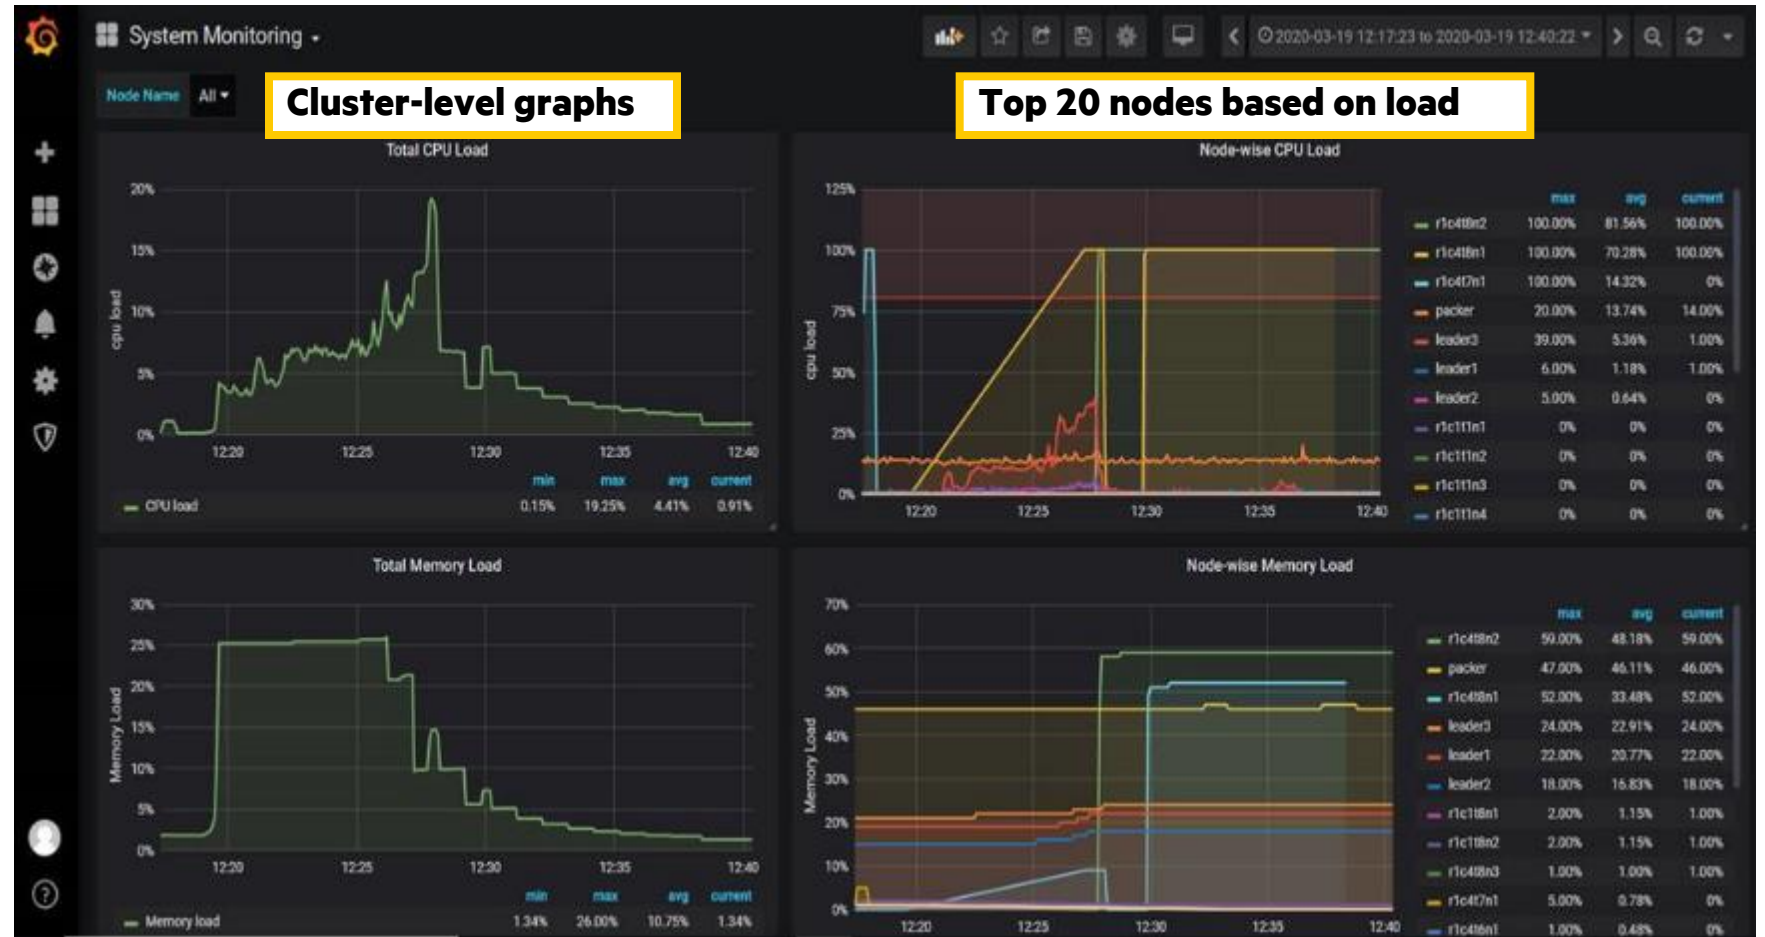 System Monitoring
2020-03-19 12:17:23 to 2020-03-19 12:40:22
Node Name All
Cluster-level graphs
Top 20 nodes based on load
Total CPU Load
20%
15%
10%
5%
0%
cpu load
12:20 12:25 12:30 12:35 12:40
min max avg current
CPU load 0.15% 19.25% 4.41% 0.91%
Node-wise CPU Load
125%
100%
75%
50%
25%
0%
cpu load
12:20 12:25 12:30 12:35 12:40
max avg current
r1c4t8n2 100.00% 81.56% 100.00%
r1c4t8n1 100.00% 70.28% 100.00%
r1c4t7n1 100.00% 14.32% 0%
packer 20.00% 13.74% 14.00%
leader3 39.00% 5.36% 1.00%
leader1 6.00% 1.18% 1.00%
leader2 5.00% 0.64% 0%
r1c1t1n1 0% 0% 0%
r1c1t1n2 0% 0% 0%
r1c1t1n3 0% 0% 0%
r1c1t1n4 0% 0% 0%
Total Memory Load
30%
25%
20%
15%
10%
5%
0%
Memory Load
12:20 12:25 12:30 12:35 12:40
min max avg current
Memory load 1.34% 26.00% 10.75% 1.34%
Node-wise Memory Load
70%
60%
50%
40%
30%
20%
10%
0%
Memory Load
12:20 12:25 12:30 12:35 12:40
max avg current
r1c4t8n2 59.00% 48.18% 59.00%
packer 47.00% 46.11% 46.00%
r1c4t8n1 52.00% 33.48% 52.00%
leader3 24.00% 22.91% 24.00%
leader1 22.00% 20.77% 22.00%
leader2 18.00% 16.83% 18.00%
r1c1t8n1 2.00% 1.15% 1.00%
r1c1t8n2 2.00% 1.15% 1.00%
r1c4t8n3 1.00% 1.00% 1.00%
r1c4t7n1 5.00% 0.78% 0%
r1c4t6n1 1.00% 0.48% 0%